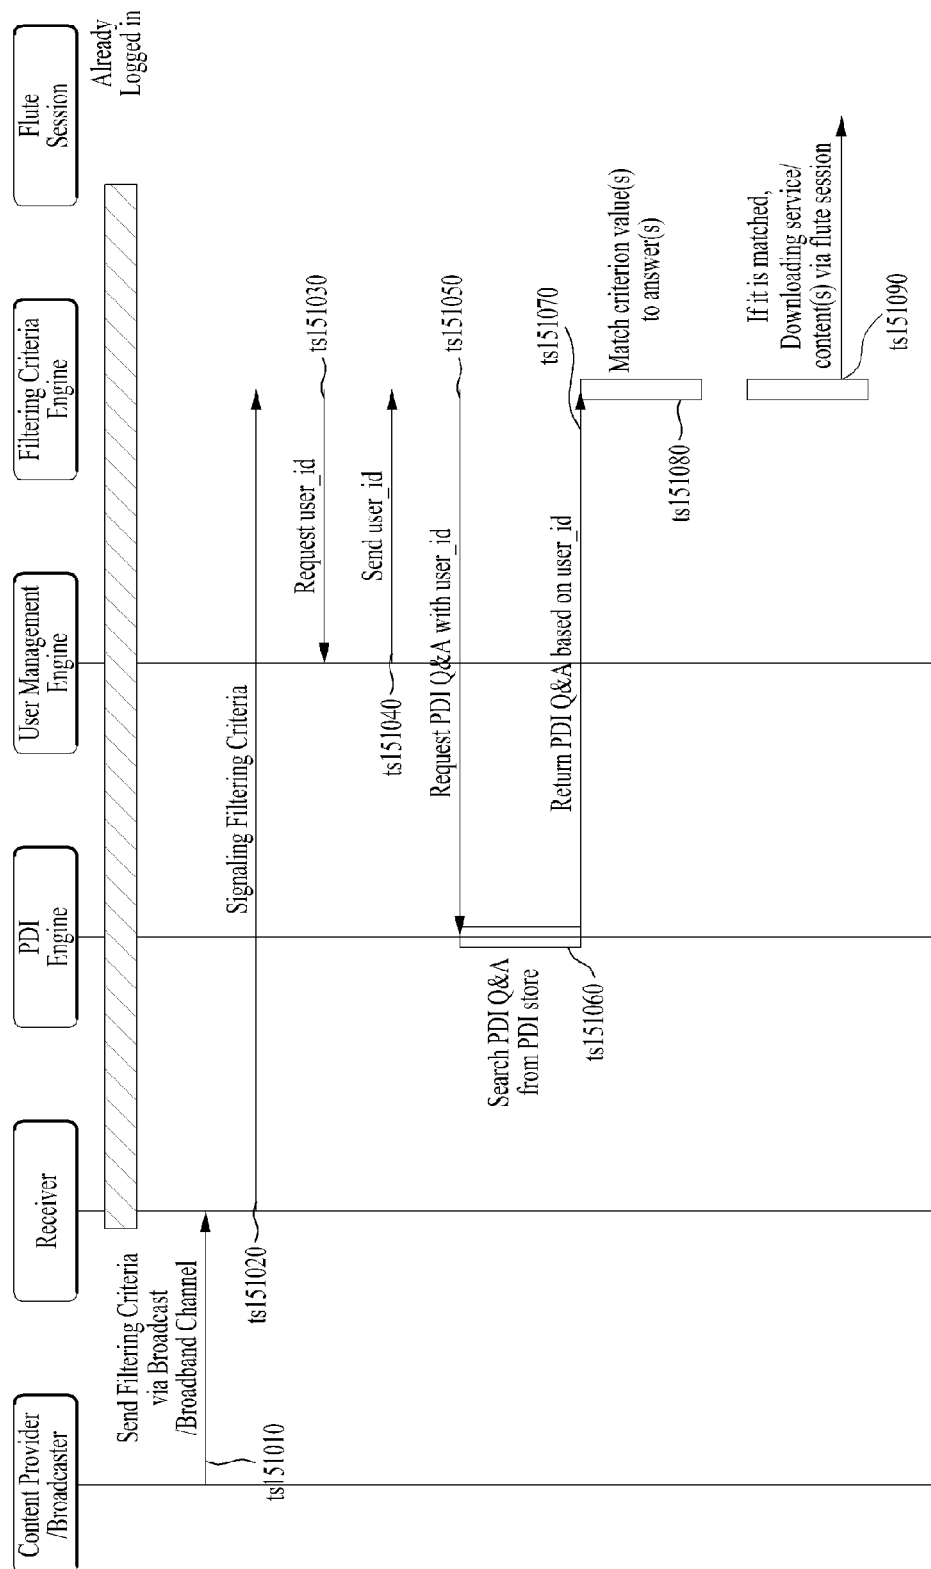 Content Provider
/Broadcaster
Receiver
PDI
Engine
User Management
Engine
Filtering Criteria
Engine
Flute
Session
Already
Logged in
Send Filtering Criteria
via Broadcast
/Broadband Channel
ts151010
Signaling Filtering Criteria
ts151020
Request user_id
ts151030
Send user_id
ts151040
Request PDI Q&A with user_id
ts151050
Search PDI Q&A
from PDI store
ts151060
Return PDI Q&A based on user_id
ts151070
Match criterion value(s)
to answer(s)
ts151080
If it is matched,
Downloading service/
content(s) via flute session
ts151090